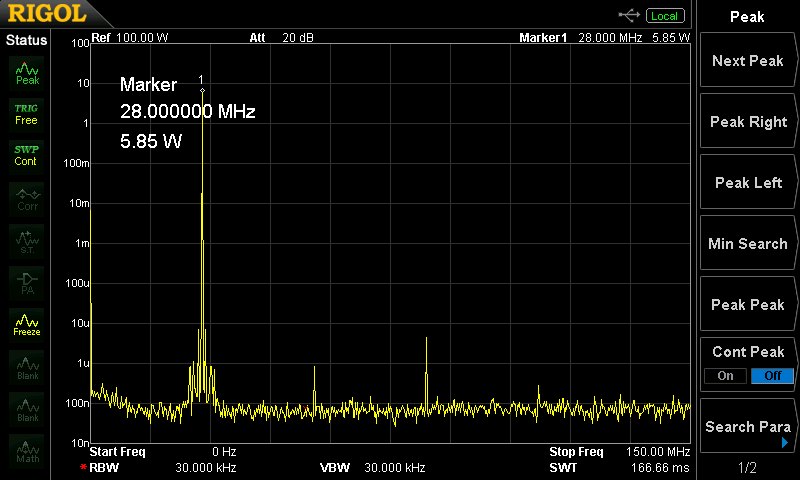 RIGOL
Status
Peak
TRIG
Free
SWP
Cont
Corr
S.T.
PA
Freeze
Blank
Blank
Math
Ref 100.00 W Att 20 dB Marker1 28.000 MHz 5.85 W
Local
100
10
1
100m
10m
1m
100u
10u
1u
100n
10n
Marker
28.000000 MHz
5.85 W
1
Start Freq 0 Hz Stop Freq 150.00 MHz
RBW 30.000 kHz VBW 30.000 kHz SWT 166.66 ms
Peak
Next Peak
Peak Right
Peak Left
Min Search
Peak Peak
Cont Peak
On Off
Search Para
1/2